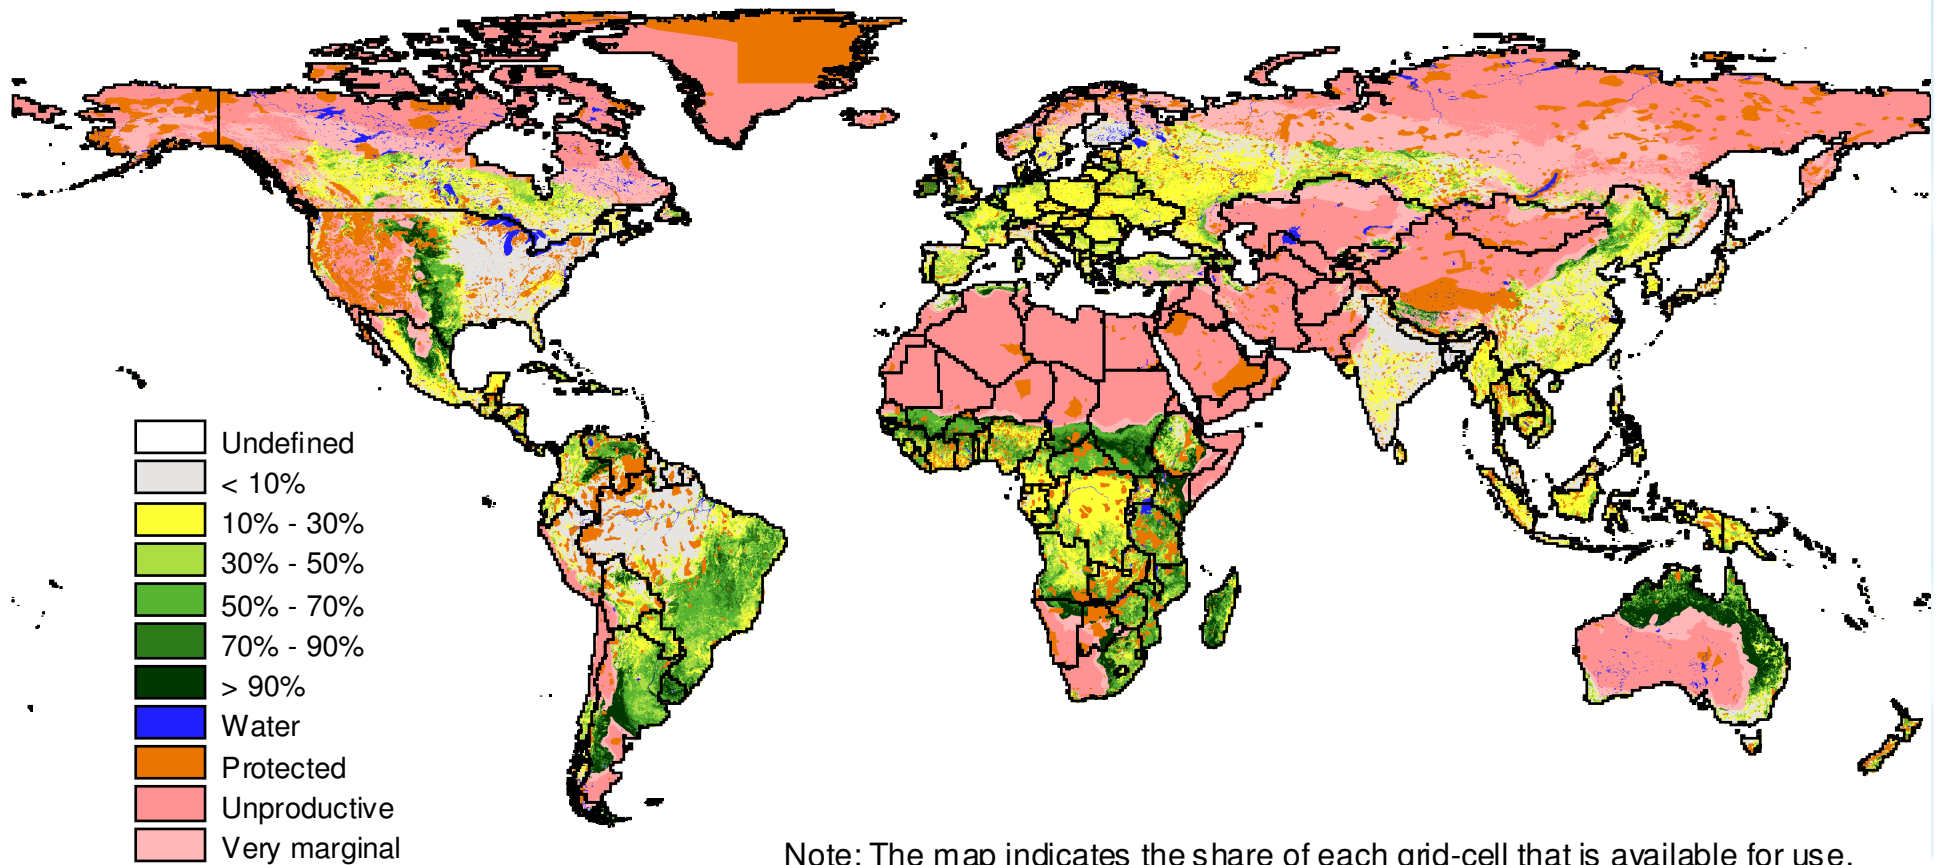 Undefined
< 10%
10% - 30%
30% - 50%
50% - 70%
70% - 90%
> 90%
Water
Protected
Unproductive
Very marginal
Note: The map indicates the share of each grid-cell that is available for use.